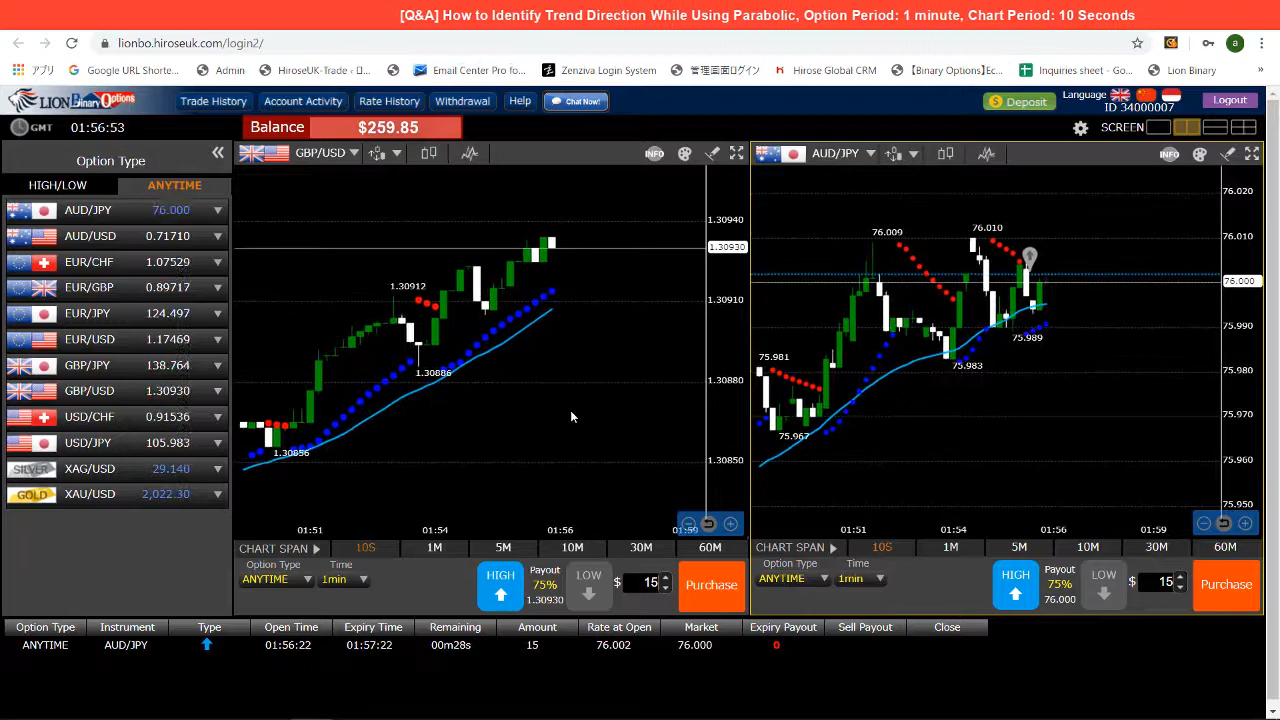 [Q&A] How to Identify Trend Direction While Using Parabolic, Option Period: 1 minute, Chart Period: 10 Seconds
lionbo.hiroseuk.com/login2/
a
アプリ Google URL Shorte... Admin HiroseUK-Trade ‹ ロ... Email Center Pro fo... Zenziva Login System 管理画面ログイン Hirose Global CRM 【Binary Options】Ec... Inquiries sheet - Go... Lion Binary »
LION Binary Options Trade History Account Activity Rate History Withdrawal Help Chat Now! $ Deposit Language ID 34000007 Logout
GMT 01:56:53 Balance $259.85 SCREEN
Option Type «
GBP/USD INFO
AUD/JPY INFO
HIGH/LOW ANYTIME
AUD/JPY 76.000
AUD/USD 0.71710
EUR/CHF 1.07529
EUR/GBP 0.89717
EUR/JPY 124.497
EUR/USD 1.17469
GBP/JPY 138.764
GBP/USD 1.30930
USD/CHF 0.91536
USD/JPY 105.983
SILVER XAG/USD 29.140
GOLD XAU/USD 2,022.30
1.30940
1.30930
1.30912
1.30910
1.30886
1.30880
1.30856
1.30850
01:51 01:54 01:56 01:59
76.020
76.010
76.009
76.010
76.000
75.990
75.989
75.981
75.983
75.980
75.970
75.967
75.960
75.950
01:51 01:54 01:56 01:59
CHART SPAN 10S 1M 5M 10M 30M 60M
Option Type Time
ANYTIME 1min
HIGH Payout 75% 1.30930 LOW $ 15 Purchase
CHART SPAN 10S 1M 5M 10M 30M 60M
Option Type Time
ANYTIME 1min
HIGH Payout 75% 76.000 LOW $ 15 Purchase
Option Type Instrument Type Open Time Expiry Time Remaining Amount Rate at Open Market Expiry Payout Sell Payout Close
ANYTIME AUD/JPY 01:56:22 01:57:22 00m28s 15 76.002 76.000 0